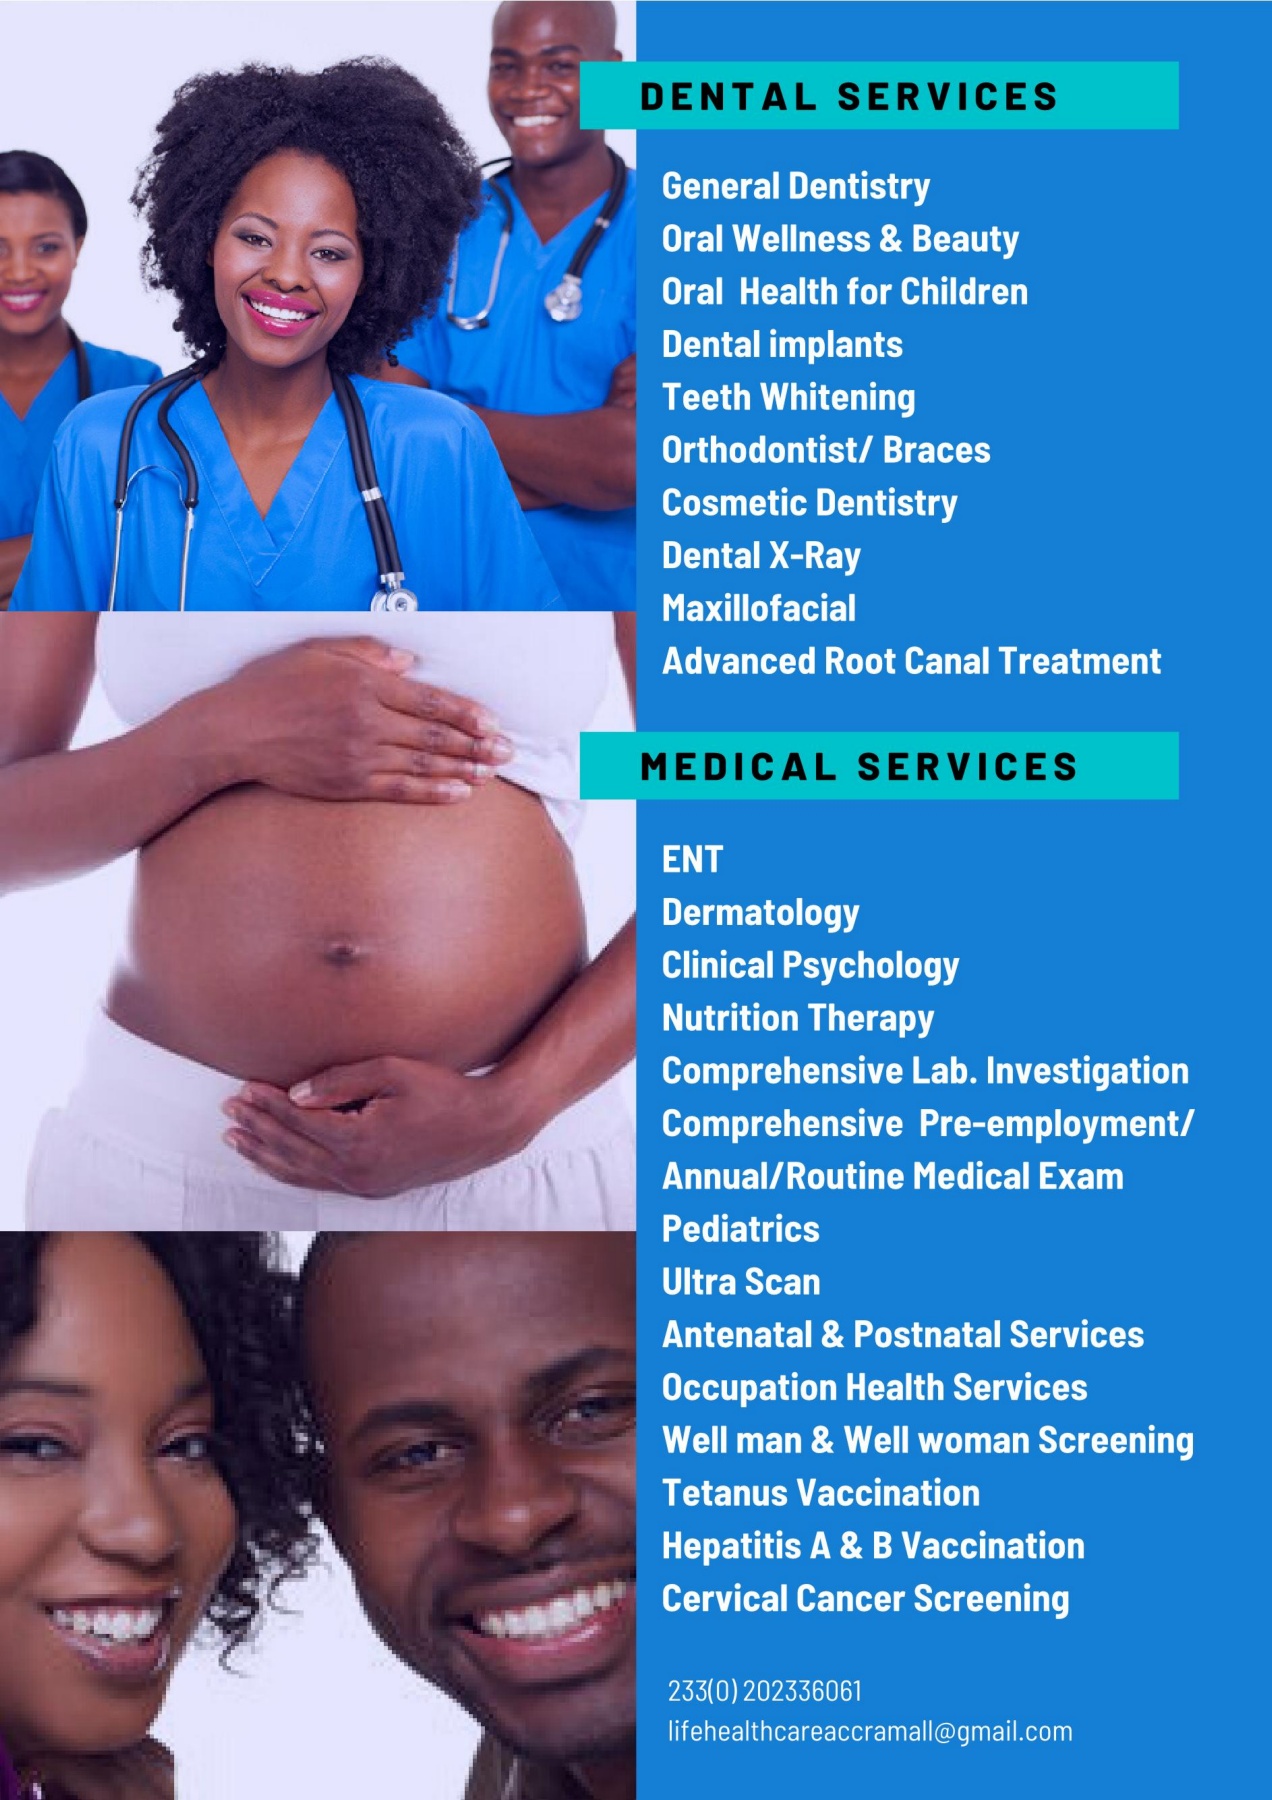 DENTAL SERVICES
General Dentistry
Oral Wellness & Beauty
Oral  Health for Children
Dental implants
Teeth Whitening
Orthodontist/ Braces
Cosmetic Dentistry
Dental X-Ray
Maxillofacial
Advanced Root Canal Treatment
MEDICAL SERVICES
ENT
Dermatology
Clinical Psychology
Nutrition Therapy
Comprehensive Lab. Investigation
Comprehensive  Pre-employment/
Annual/Routine Medical Exam
Pediatrics
Ultra Scan
Antenatal & Postnatal Services
Occupation Health Services
Well man & Well woman Screening
Tetanus Vaccination
Hepatitis A & B Vaccination
Cervical Cancer Screening
233(0) 202336061
lifehealthcareaccramall@gmail.com